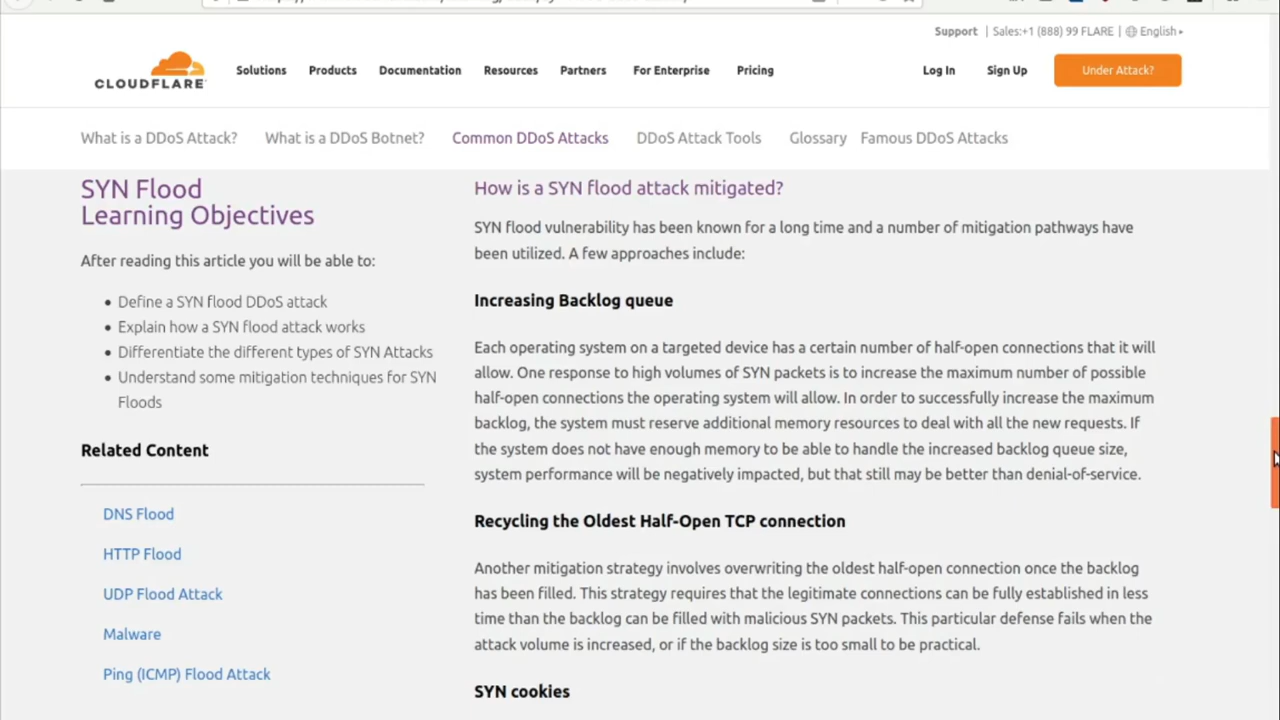 Support | Sales:+1 (888) 99 FLARE | English
CLOUDFLARE
Solutions Products Documentation Resources Partners For Enterprise Pricing Log In Sign Up Under Attack?
What is a DDoS Attack? What is a DDoS Botnet? Common DDoS Attacks DDoS Attack Tools Glossary Famous DDoS Attacks
SYN Flood
Learning Objectives
After reading this article you will be able to:
• Define a SYN flood DDoS attack
• Explain how a SYN flood attack works
• Differentiate the different types of SYN Attacks
• Understand some mitigation techniques for SYN
Floods
Related Content
DNS Flood
HTTP Flood
UDP Flood Attack
Malware
Ping (ICMP) Flood Attack
How is a SYN flood attack mitigated?
SYN flood vulnerability has been known for a long time and a number of mitigation pathways have
been utilized. A few approaches include:
Increasing Backlog queue
Each operating system on a targeted device has a certain number of half-open connections that it will
allow. One response to high volumes of SYN packets is to increase the maximum number of possible
half-open connections the operating system will allow. In order to successfully increase the maximum
backlog, the system must reserve additional memory resources to deal with all the new requests. If
the system does not have enough memory to be able to handle the increased backlog queue size,
system performance will be negatively impacted, but that still may be better than denial-of-service.
Recycling the Oldest Half-Open TCP connection
Another mitigation strategy involves overwriting the oldest half-open connection once the backlog
has been filled. This strategy requires that the legitimate connections can be fully established in less
time than the backlog can be filled with malicious SYN packets. This particular defense fails when the
attack volume is increased, or if the backlog size is too small to be practical.
SYN cookies